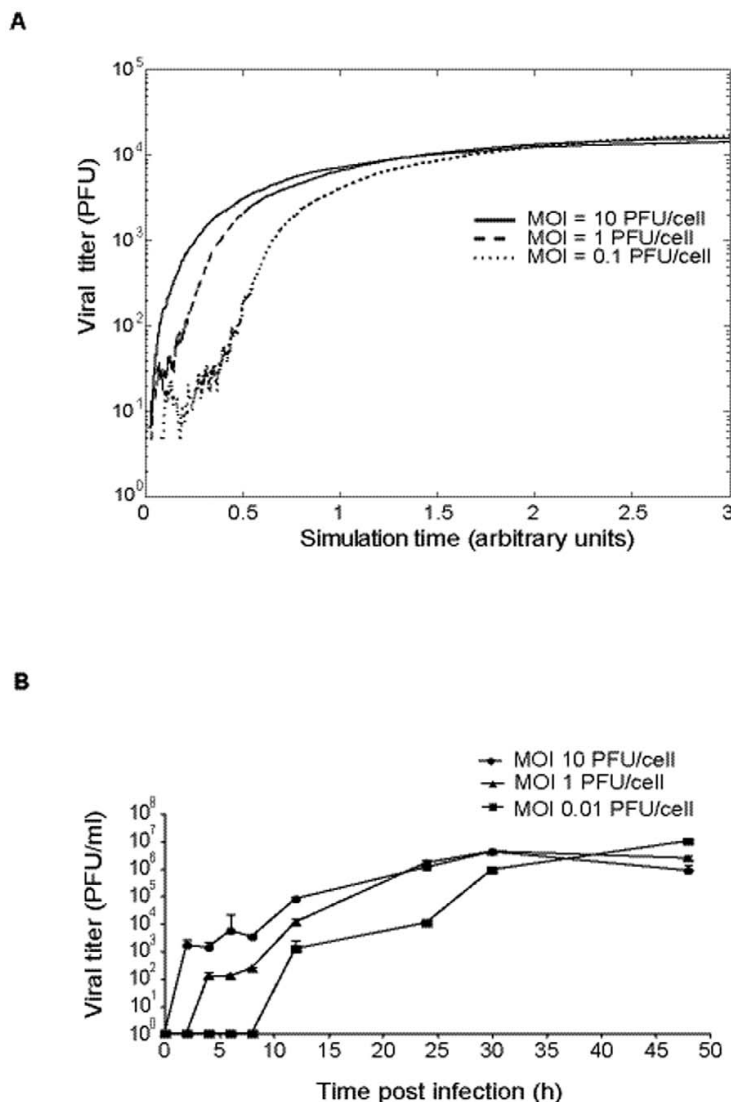 A
10^5
10^4
10^3
10^2
10^1
10^0
Viral titer (PFU)
MOI = 10 PFU/cell
MOI = 1 PFU/cell
MOI = 0.1 PFU/cell
0 0.5 1 1.5 2 2.5 3
Simulation time (arbitrary units)
B
MOI 10 PFU/cell
MOI 1 PFU/cell
MOI 0.01 PFU/cell
10^8
10^7
10^6
10^5
10^4
10^3
10^2
10^1
10^0
Viral titer (PFU/ml)
0 5 10 15 20 25 30 35 40 45 50
Time post infection (h)